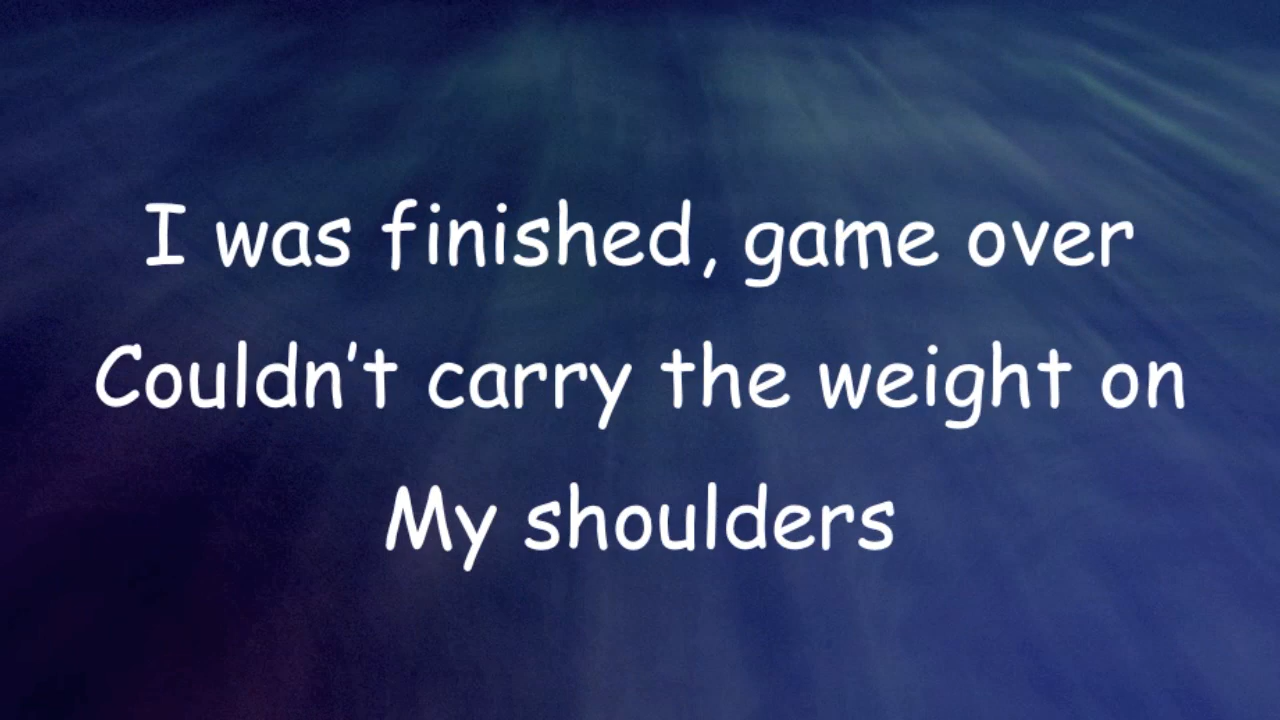 I was finished, game over
Couldn't carry the weight on
My shoulders